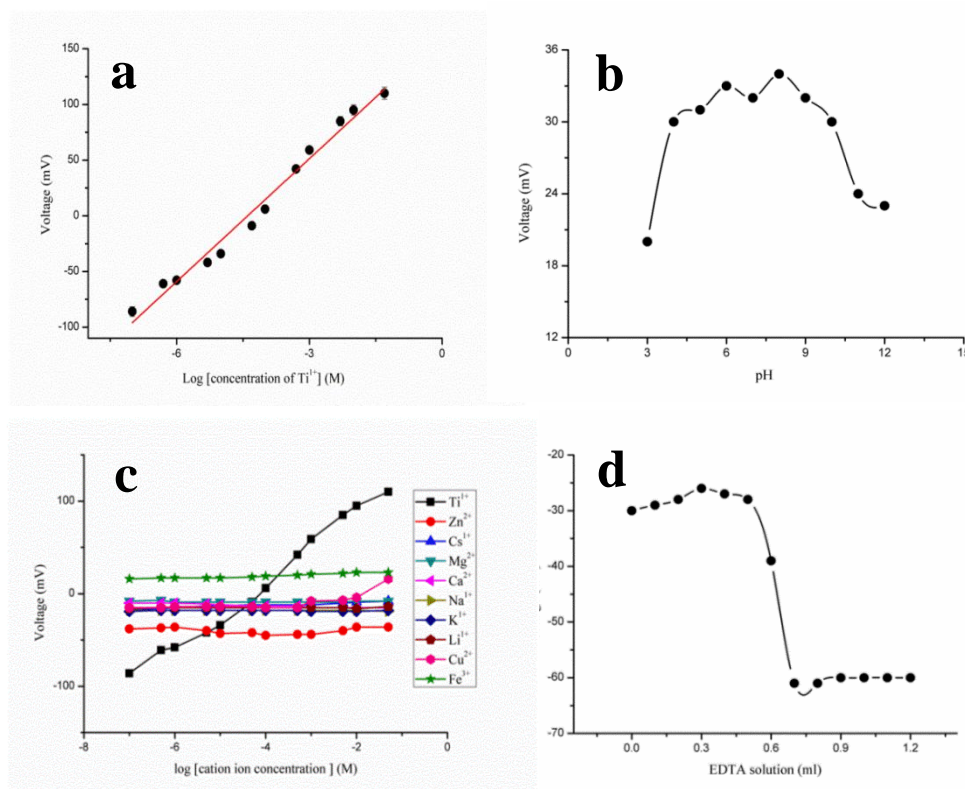 a
150
100
50
0
-50
-100
-6
-3
0
Voltage (mV)
Log [concentration of Ti¹⁺] (M)
b
36
30
24
18
12
0
3
6
9
12
Voltage (mV)
pH
c
100
0
-100
-8
-6
-4
-2
0
Voltage (mV)
log [cation ion concentration ] (M)
Ti¹⁺
Zn²⁺
Cs¹⁺
Mg²⁺
Ca²⁺
Na¹⁺
K¹⁺
Li¹⁺
Cu²⁺
Fe³⁺
d
-20
-30
-40
-50
-60
-70
0.0
0.3
0.6
0.9
1.2
EDTA solution (ml)